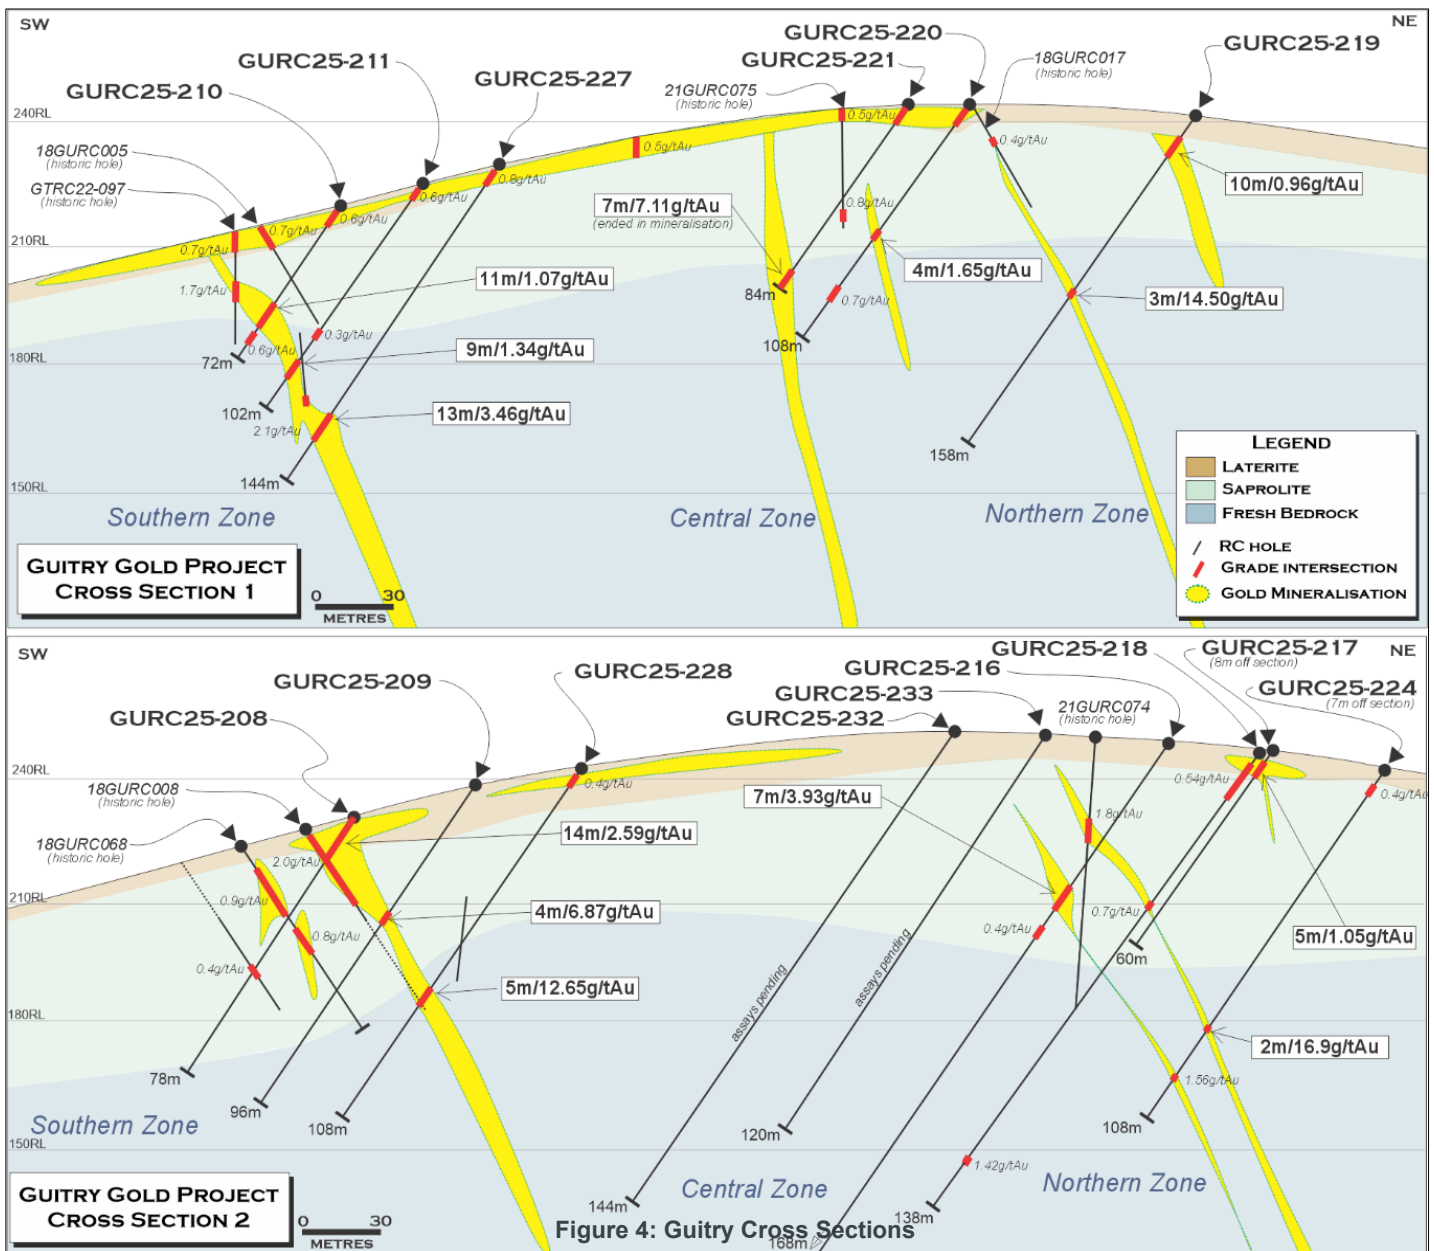 SW
NE
GURC25-220
GURC25-219
GURC25-211
GURC25-221
18GURC017
(historic hole)
GURC25-227
GURC25-210
21GURC075
(historic hole)
240RL
0.5g/tAu
0.4g/tAu
18GURC005
(historic hole)
0.5g/tAu
GTRC22-097
(historic hole)
0.8g/tAu
0.6g/tAu
10m/0.96g/tAu
7m/7.11g/tAu
(ended in mineralisation)
0.8g/tAu
0.6g/tAu
0.7g/tAu
0.7g/tAu
210RL
11m/1.07g/tAu
4m/1.65g/tAu
1.7g/tAu
84m
0.7g/tAu
3m/14.50g/tAu
0.3g/tAu
0.6g/tAu
9m/1.34g/tAu
108m
180RL
72m
102m
13m/3.46g/tAu
2.1g/tAu
158m
144m
150RL
Southern Zone
Central Zone
Northern Zone
LEGEND
LATERITE
SAPROLITE
FRESH BEDROCK
RC HOLE
GRADE INTERSECTION
GOLD MINERALISATION
GUITRY GOLD PROJECT
CROSS SECTION 1
0 30
METRES
SW
NE
GURC25-218
GURC25-217
(8m off section)
GURC25-216
GURC25-228
GURC25-209
GURC25-233
GURC25-224
(7m off section)
21GURC074
(historic hole)
GURC25-208
GURC25-232
240RL
0.4g/tAu
0.54g/tAu
0.4g/tAu
18GURC008
(historic hole)
7m/3.93g/tAu
1.8g/tAu
14m/2.59g/tAu
18GURC068
(historic hole)
2.0g/tAu
0.9g/tAu
210RL
4m/6.87g/tAu
0.7g/tAu
0.4g/tAu
0.8g/tAu
5m/1.05g/tAu
60m
0.4g/tAu
5m/12.65g/tAu
assays pending
assays pending
180RL
2m/16.9g/tAu
78m
1.56g/tAu
96m
108m
120m
108m
Southern Zone
150RL
1.42g/tAu
Central Zone
Northern Zone
144m
138m
168m
GUITRY GOLD PROJECT
CROSS SECTION 2
0 30
METRES
Figure 4: Guitry Cross Sections